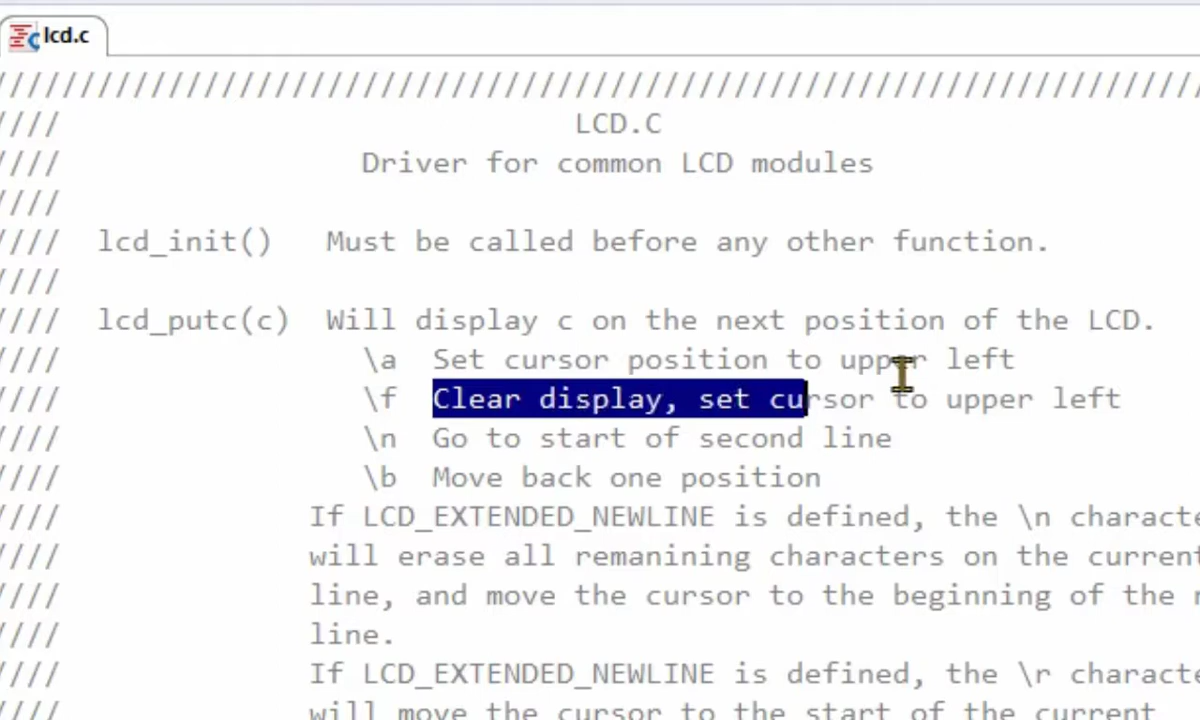 lcd.c
////////////////////////////////////////////////////////////////////
//// LCD.C
//// Driver for common LCD modules
////
//// lcd_init() Must be called before any other function.
////
//// lcd_putc(c) Will display c on the next position of the LCD.
//// \a Set cursor position to upper left
//// \f Clear display, set cursor to upper left
//// \n Go to start of second line
//// \b Move back one position
//// If LCD_EXTENDED_NEWLINE is defined, the \n
//// will erase all remanining characters on the current
//// line, and move the cursor to the beginning of the
//// line.
//// If LCD_EXTENDED_NEWLINE is defined, the \r
//// will move the cursor to the start of the current